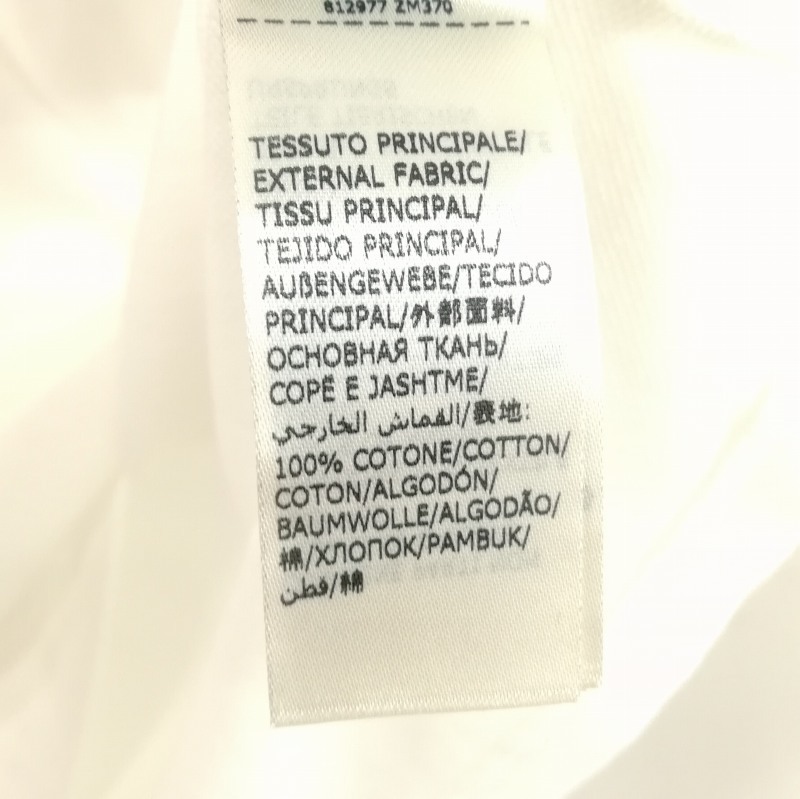 812977 ZM370
TESSUTO PRINCIPALE/
EXTERNAL FABRIC/
TISSU PRINCIPAL/
TEJIDO PRINCIPAL/
AUßENGEWEBE/TECIDO
PRINCIPAL/外部面料/
ОСНОВНАЯ ТКАНЬ/
COPË E JASHTME/
القماش الخارجي/表地:
100% COTONE/COTTON/
COTON/ALGODÓN/
BAUMWOLLE/ALGODÃO/
棉/ХЛОПОК/PAMBUK/
قطن/綿